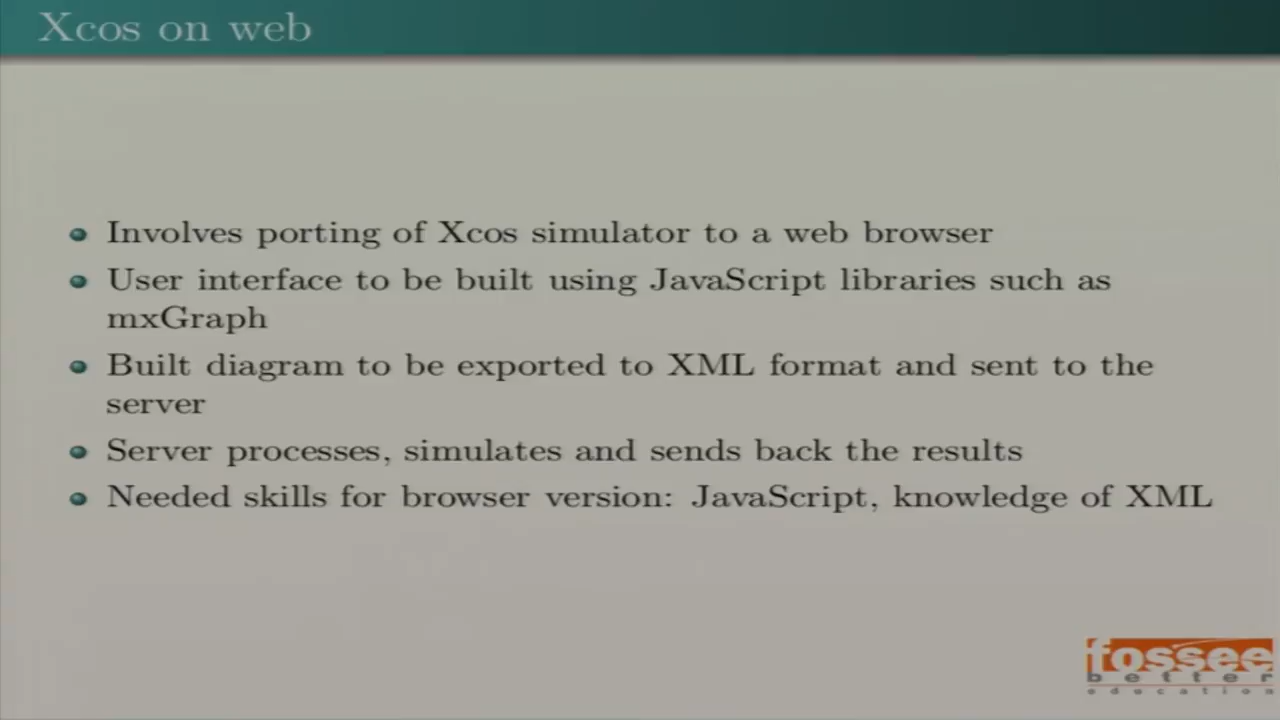 Xcos on web
Involves porting of Xcos simulator to a web browser
User interface to be built using JavaScript libraries such as
mxGraph
Built diagram to be exported to XML format and sent to the
server
Server processes, simulates and sends back the results
Needed skills for browser version: JavaScript, knowledge of XML
fossee
better
education